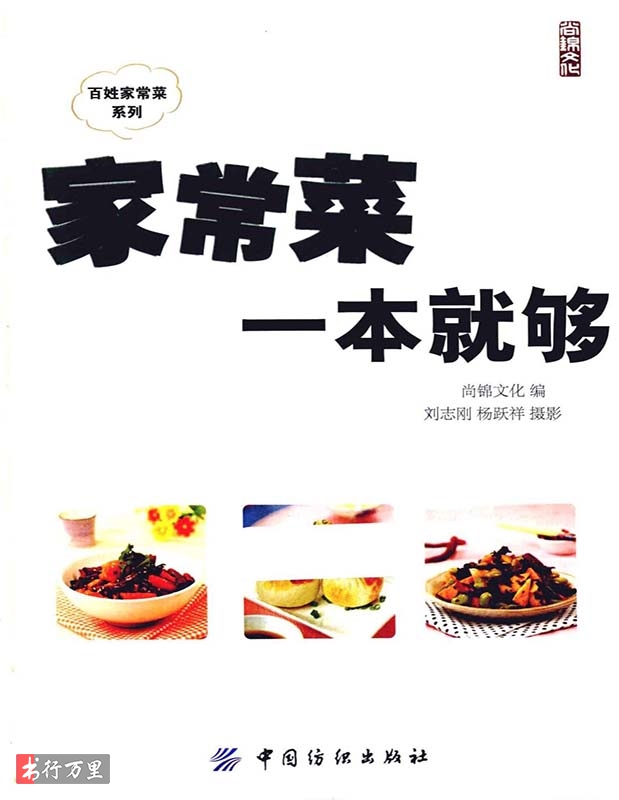 尚锦文化
百姓家常菜
系列
家常菜
一本就够
尚锦文化 编
刘志刚 杨跃祥 摄影
中国纺织出版社
书行万里